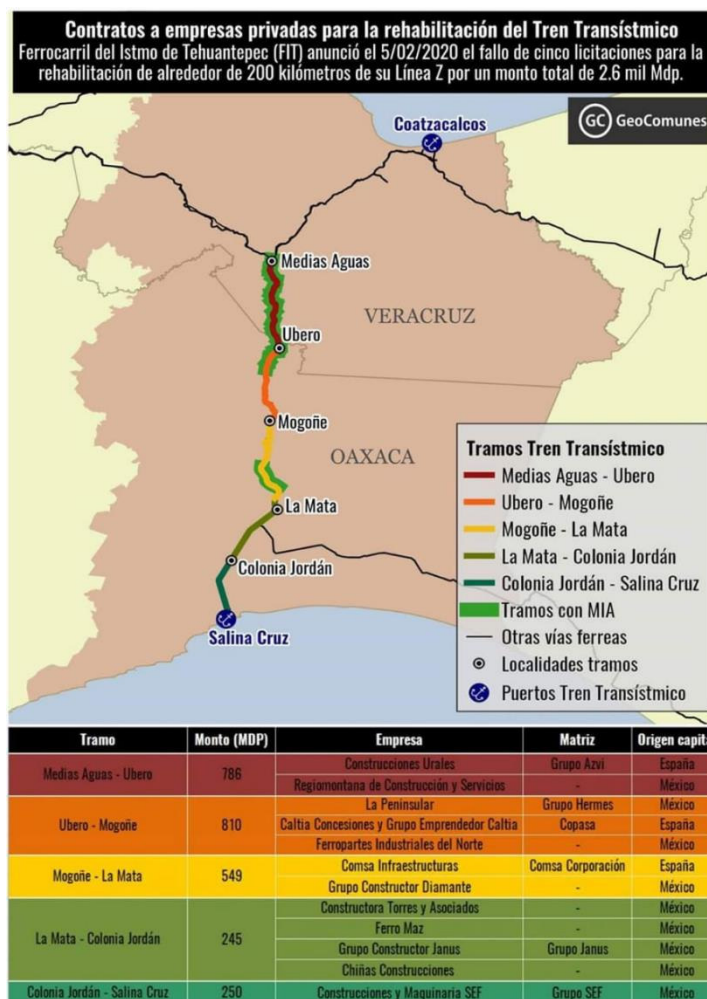 Contratos a empresas privadas para la rehabilitación del Tren Transístmico
Ferrocarril del Istmo de Tehuantepec (FIT) anunció el 5/02/2020 el fallo de cinco licitaciones para la
rehabilitación de alrededor de 200 kilómetros de su Línea Z por un monto total de 2.6 mil Mdp.
GC GeoComunes
Coatzacalcos
Medias Aguas
VERACRUZ
Ubero
Mogoñe
OAXACA
La Mata
Colonia Jordán
Salina Cruz
Tramos Tren Transístmico
Medias Aguas - Ubero
Ubero - Mogoñe
Mogoñe - La Mata
La Mata - Colonia Jordán
Colonia Jordán - Salina Cruz
Tramos con MIA
Otras vías ferreas
Localidades tramos
Puertos Tren Transístmico
Tramo Monto (MDP) Empresa Matriz Origen capita
Medias Aguas - Ubero 786 Construcciones Urales Grupo Azvi España
Regiomontana de Construcción y Servicios - México
Ubero - Mogoñe 810 La Peninsular Grupo Hermes México
Caltia Concesiones y Grupo Emprendedor Caltia Copasa España
Ferropartes Industriales del Norte - México
Mogoñe - La Mata 549 Comsa Infraestructuras Comsa Corporación España
Grupo Constructor Diamante - México
La Mata - Colonia Jordán 245 Constructora Torres y Asociados - México
Ferro Maz - México
Grupo Constructor Janus Grupo Janus México
Chiñas Construcciones - México
Colonia Jordán - Salina Cruz 250 Construcciones y Maquinaria SEF Grupo SEF México